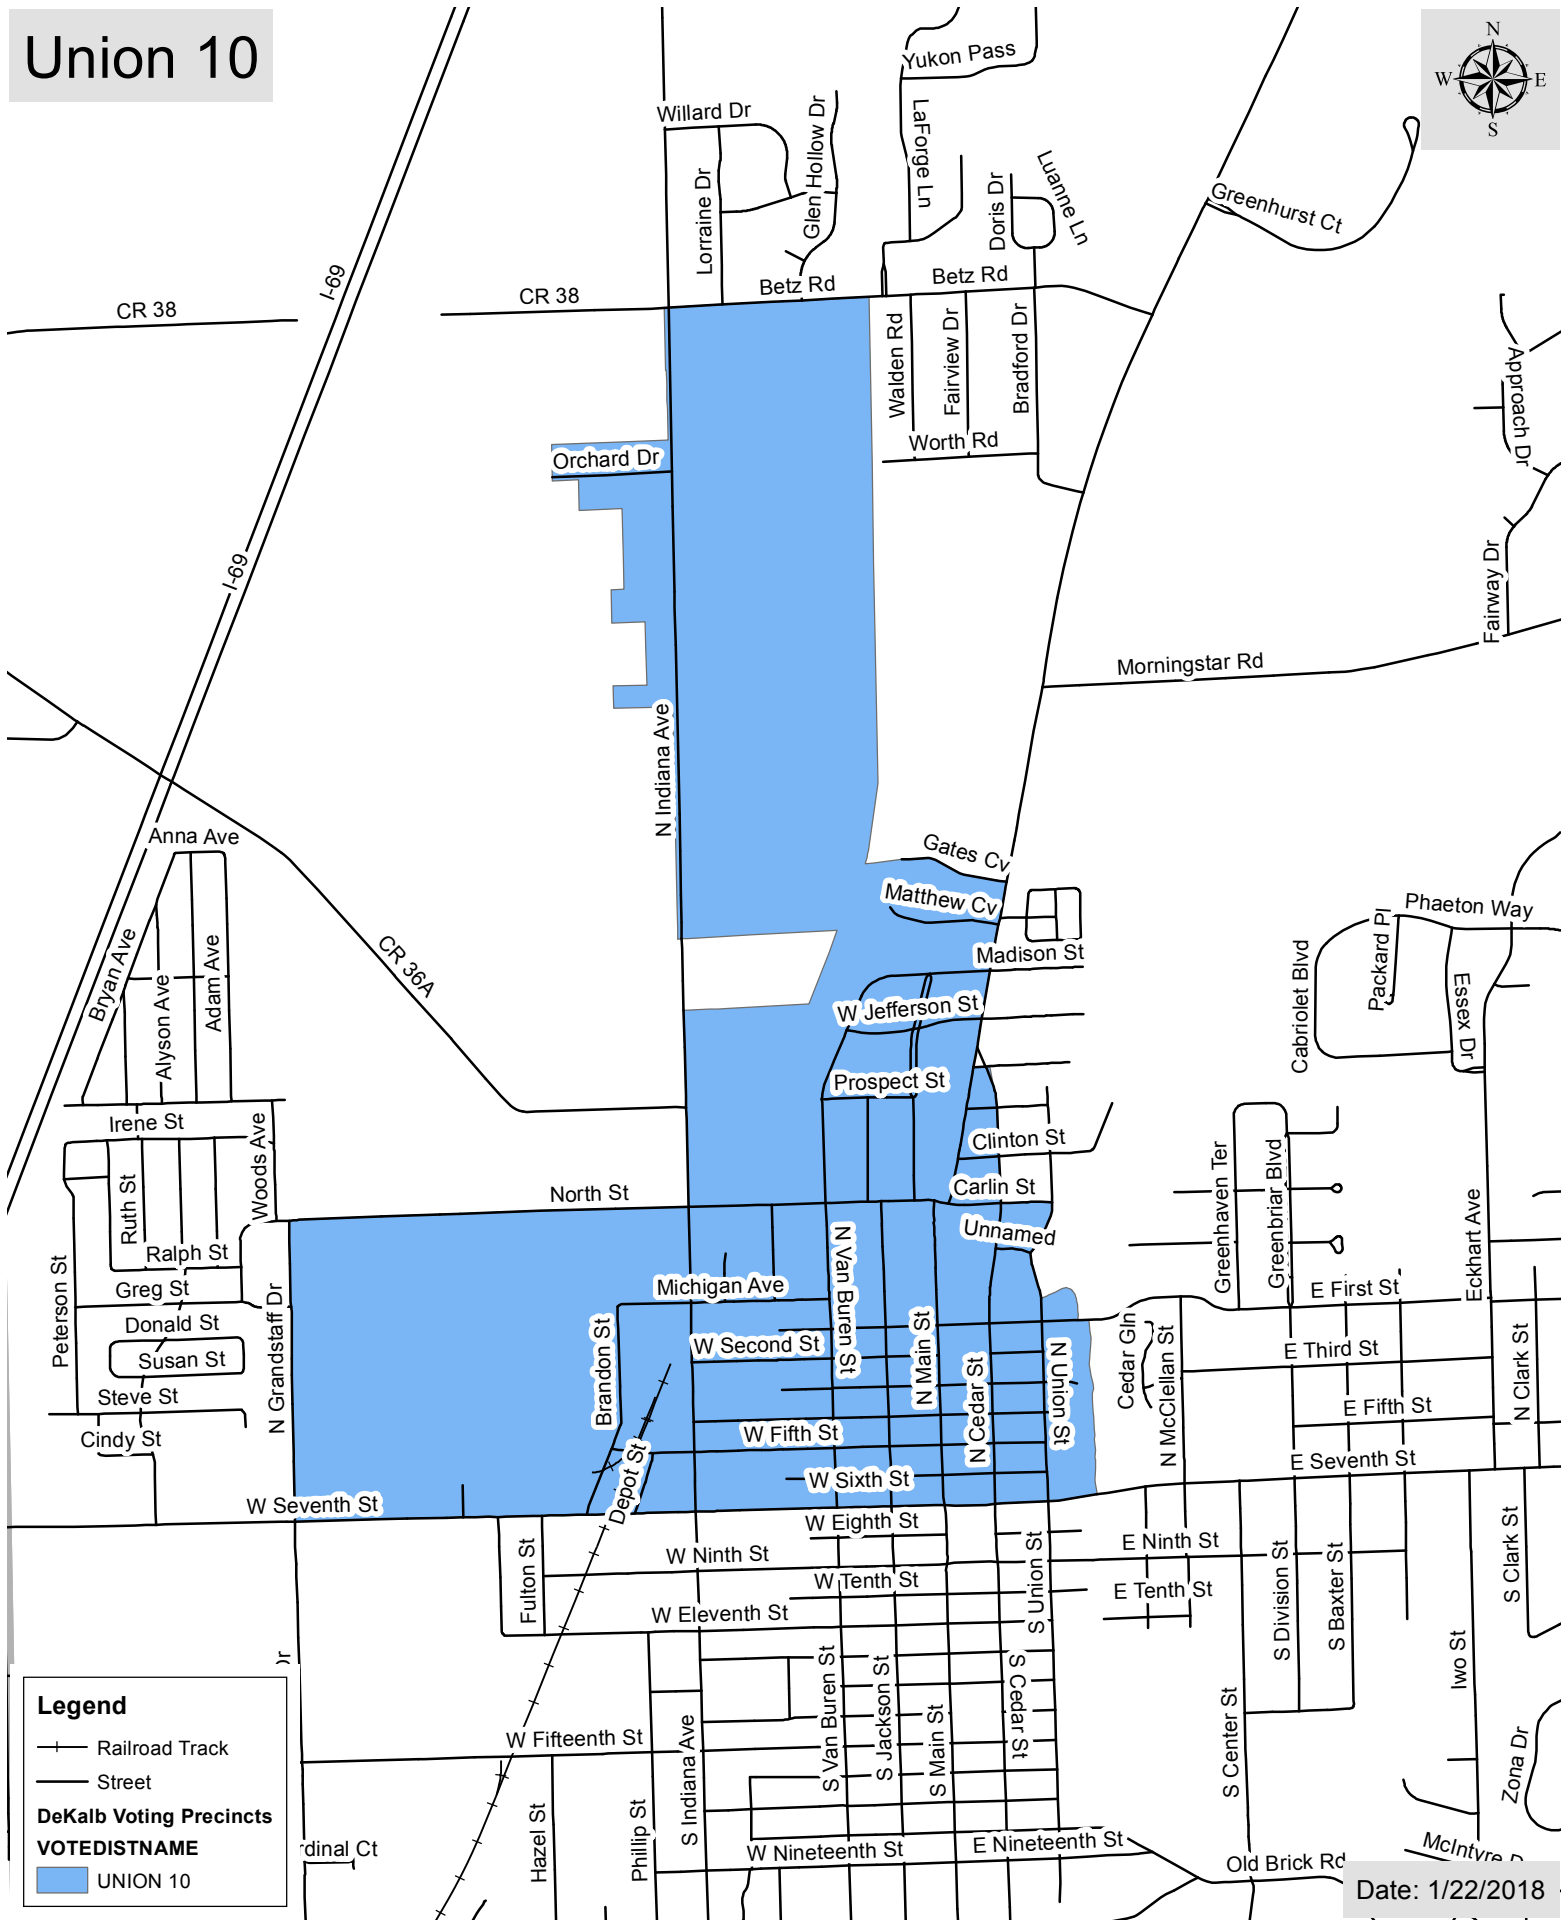 Union 10
N
W
E
S
Yukon Pass
Willard Dr
Glen Hollow Dr
LaForge Ln
Lorraine Dr
Doris Dr
Luanne Ln
Greenhurst Ct
I-69
CR 38
CR 38
Betz Rd
Betz Rd
Walden Rd
Fairview Dr
Bradford Dr
Approach Dr
Worth Rd
Orchard Dr
I-69
Fairway Dr
Morningstar Rd
N Indiana Ave
Anna Ave
Gates Cv
Matthew Cv
Phaeton Way
Packard Pl
Cabriolet Blvd
Essex Dr
Bryan Ave
Alyson Ave
Adam Ave
CR 36A
Madison St
W Jefferson St
Prospect St
Irene St
Woods Ave
Clinton St
Ruth St
North St
Carlin St
Greenhaven Ter
Greenbriar Blvd
Eckhart Ave
Unnamed
Ralph St
Peterson St
Greg St
N Grandstaff Dr
Michigan Ave
N Van Buren St
E First St
Donald St
Brandon St
W Second St
N Main St
N Cedar St
N Union St
Cedar Gln
N McClellan St
E Third St
N Clark St
Susan St
Steve St
E Fifth St
Cindy St
W Fifth St
Depot St
W Sixth St
E Seventh St
W Seventh St
W Eighth St
S Union St
E Ninth St
S Clark St
Fulton St
W Ninth St
W Tenth St
E Tenth St
S Division St
S Baxter St
W Eleventh St
Dr
S Van Buren St
S Jackson St
S Main St
S Cedar St
S Center St
Iwo St
Zona Dr
W Fifteenth St
S Indiana Ave
Hazel St
Phillip St
rdinal Ct
W Nineteenth St
E Nineteenth St
Old Brick Rd
McIntyre D
Legend
Railroad Track
Street
DeKalb Voting Precincts
VOTEDISTNAME
UNION 10
Date: 1/22/2018